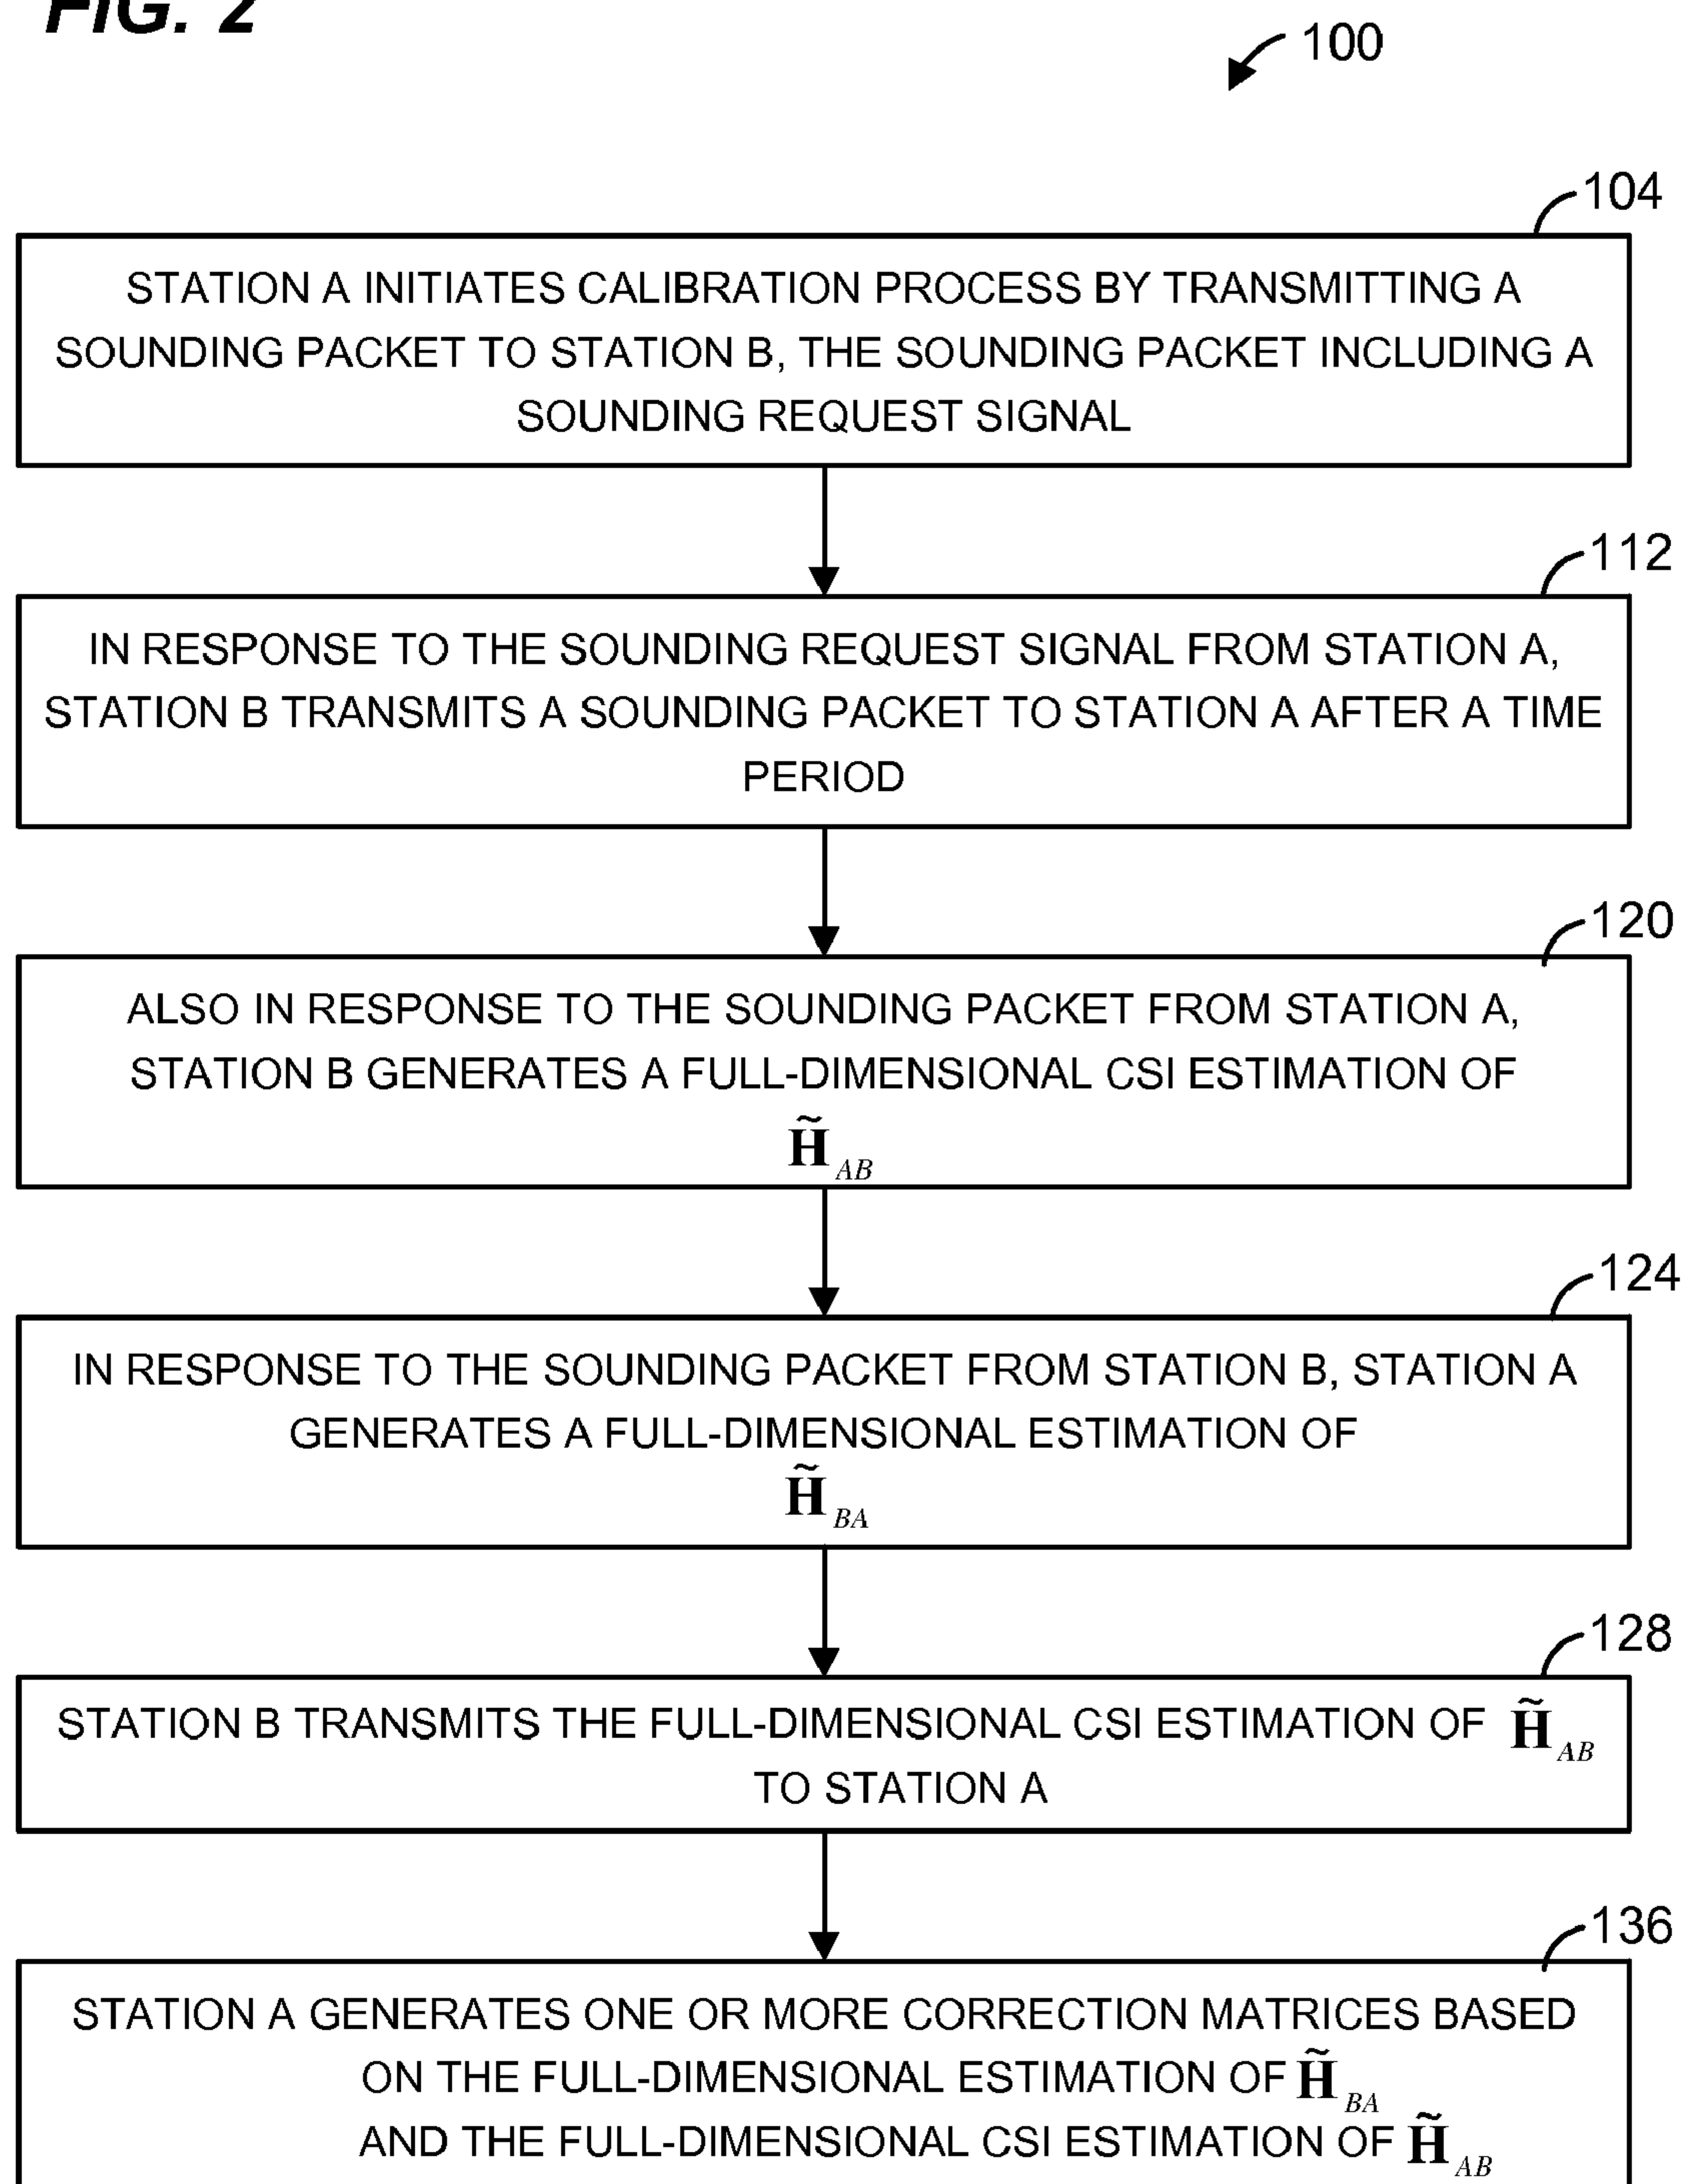 FIG. 2
100
104
STATION A INITIATES CALIBRATION PROCESS BY TRANSMITTING A
SOUNDING PACKET TO STATION B, THE SOUNDING PACKET INCLUDING A
SOUNDING REQUEST SIGNAL
112
IN RESPONSE TO THE SOUNDING REQUEST SIGNAL FROM STATION A,
STATION B TRANSMITS A SOUNDING PACKET TO STATION A AFTER A TIME
PERIOD
120
ALSO IN RESPONSE TO THE SOUNDING PACKET FROM STATION A,
STATION B GENERATES A FULL-DIMENSIONAL CSI ESTIMATION OF
H̃_AB
124
IN RESPONSE TO THE SOUNDING PACKET FROM STATION B, STATION A
GENERATES A FULL-DIMENSIONAL ESTIMATION OF
H̃_BA
128
STATION B TRANSMITS THE FULL-DIMENSIONAL CSI ESTIMATION OF H̃_AB
TO STATION A
136
STATION A GENERATES ONE OR MORE CORRECTION MATRICES BASED
ON THE FULL-DIMENSIONAL ESTIMATION OF H̃_BA
AND THE FULL-DIMENSIONAL CSI ESTIMATION OF H̃_AB